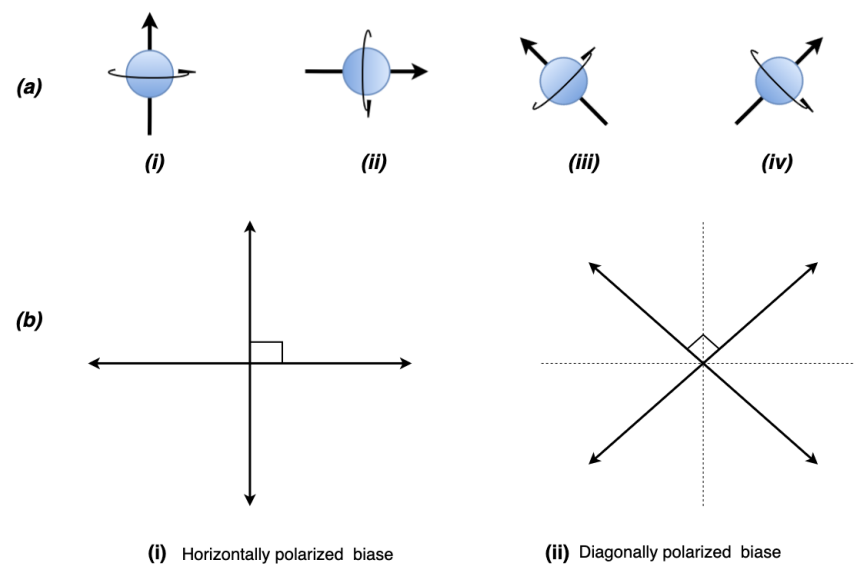 (a)
(i) (ii) (iii) (iv)
(b)
(i) Horizontally polarized biase (ii) Diagonally polarized biase